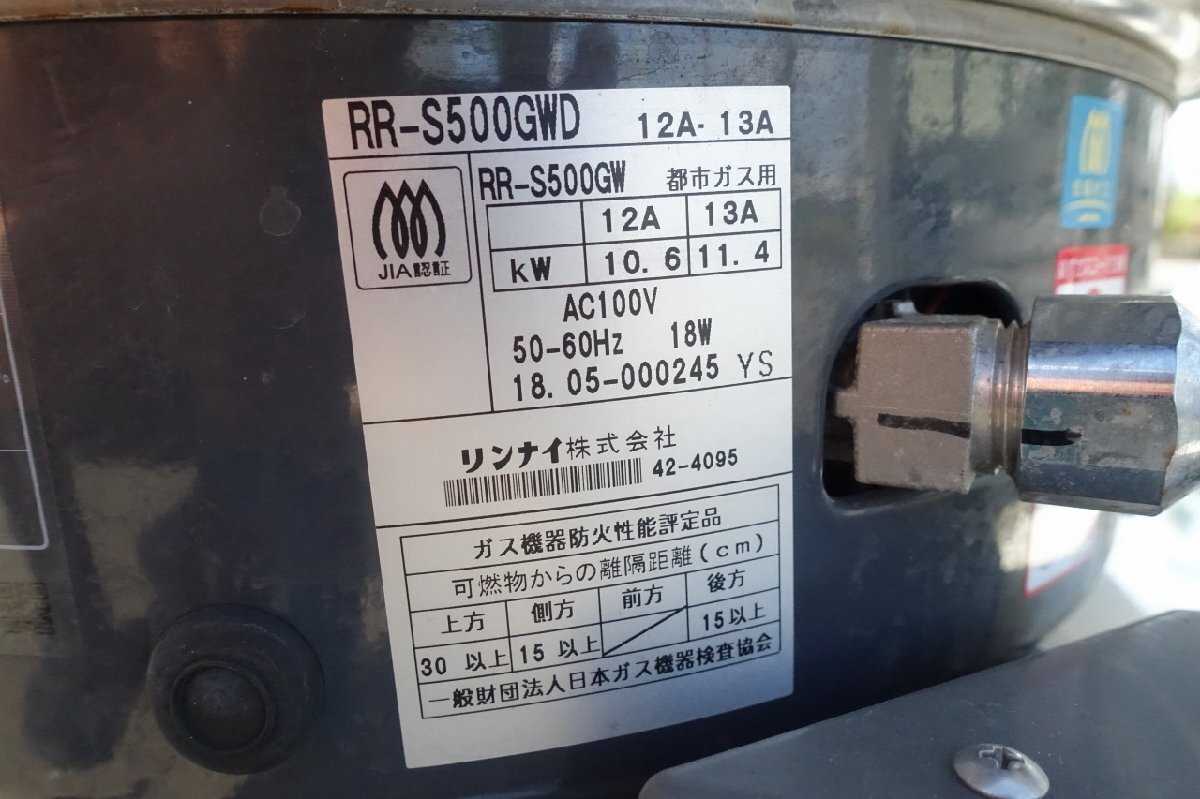 RR-S500GWD 12A- 13A
JIA認証
RR-S500GW 都市ガス用
12A 13A
kW 10.6 11.4
AC100V
50-60Hz 18W
18.05-000245 YS
リンナイ株式会社
42-4095
ガス機器防火性能評定品
可燃物からの離隔距離(cm)
上方 側方 前方 後方
30 以上 15 以上 15以上
一般財団法人日本ガス機器検査協会